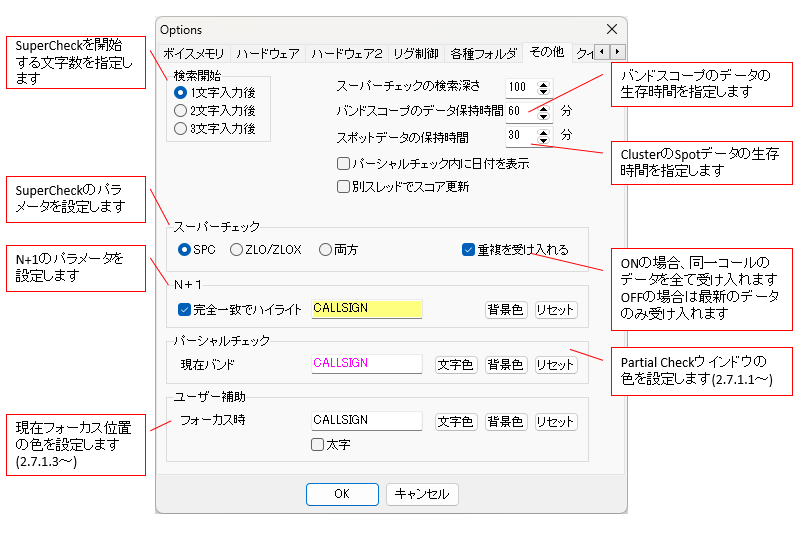 Options
ボイスメモリ ハードウェア ハードウェア2 リグ制御 各種フォルダ その他 クイ
検索開始
1文字入力後
2文字入力後
3文字入力後
スーパーチェックの検索深さ 100
バンドスコープのデータ保持時間 60 分
スポットデータの保持時間 30 分
パーシャルチェック内に日付を表示
別スレッドでスコア更新
スーパーチェック
SPC ZLO/ZLOX 両方 重複を受け入れる
N+1
完全一致でハイライト CALLSIGN 背景色 リセット
パーシャルチェック
現在バンド CALLSIGN 文字色 背景色 リセット
ユーザー補助
フォーカス時 CALLSIGN 文字色 背景色 リセット
太字
OK キャンセル
SuperCheckを開始
する文字数を指定し
ます
SuperCheckのパラ
メータを設定します
N+1のパラメータを
設定します
現在フォーカス位置
の色を設定します
(2.7.1.3～)
バンドスコープのデータの
生存時間を指定します
ClusterのSpotデータの生存
時間を指定します
ONの場合、同一コールの
データを全て受け入れます
OFFの場合は最新のデータ
のみ受け入れます
Partial Checkウインドウの
色を設定します(2.7.1.1～)